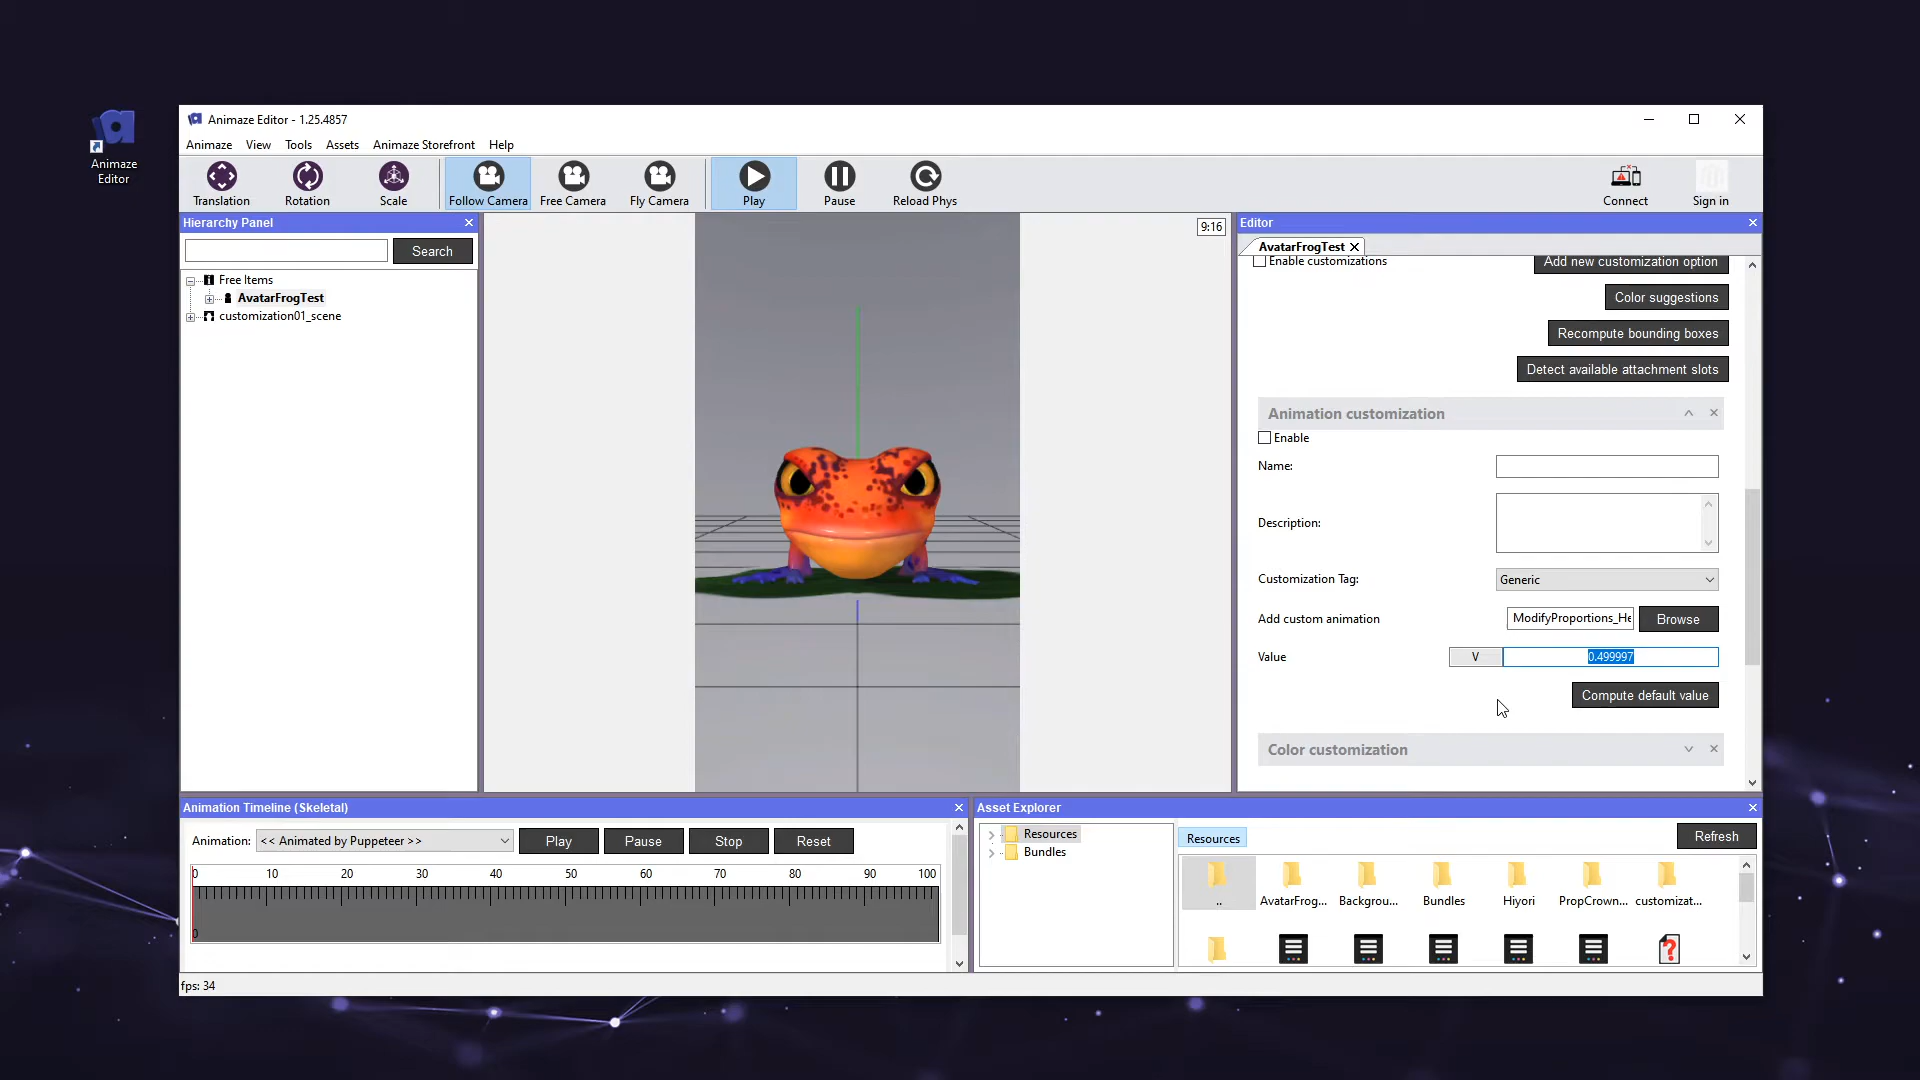 Animaze
Editor
Animaze Editor - 1.25.4857
Animaze View Tools Assets Animaze Storefront Help
Translation Rotation Scale Follow Camera Free Camera Fly Camera Play Pause Reload Phys Connect Sign in
Hierarchy Panel
Search
Free Items
AvatarFrogTest
customization01_scene
9:16
Editor
AvatarFrogTest
Enable customizations Add new customization option
Color suggestions
Recompute bounding boxes
Detect available attachment slots
Animation customization
Enable
Name:
Description:
Customization Tag: Generic
Add custom animation ModifyProportions_He Browse
Value V 0.499997
Compute default value
Color customization
Animation Timeline (Skeletal)
Animation: << Animated by Puppeteer >> Play Pause Stop Reset
0 10 20 30 40 50 60 70 80 90 100
0
Asset Explorer
Resources
Bundles
Resources Refresh
.. AvatarFrog... Backgrou... Bundles Hiyori PropCrown... customizat...
fps: 34